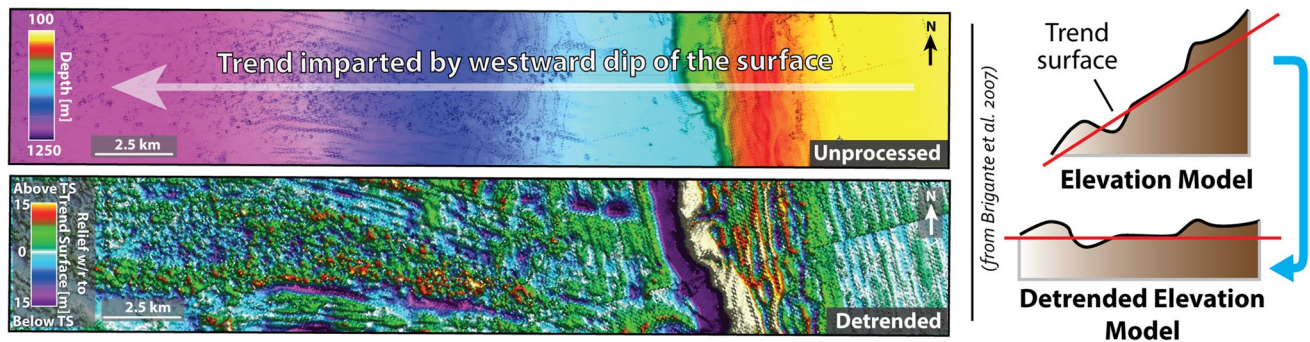 100
Depth [m]
1250
2.5 km
Trend imparted by westward dip of the surface
N
Unprocessed
Above TS
15
0
15
Below TS
Relief w/r to
Trend Surface [m]
2.5 km
N
Detrended
(from Brigante et al. 2007)
Trend
surface
Elevation Model
Detrended Elevation
Model